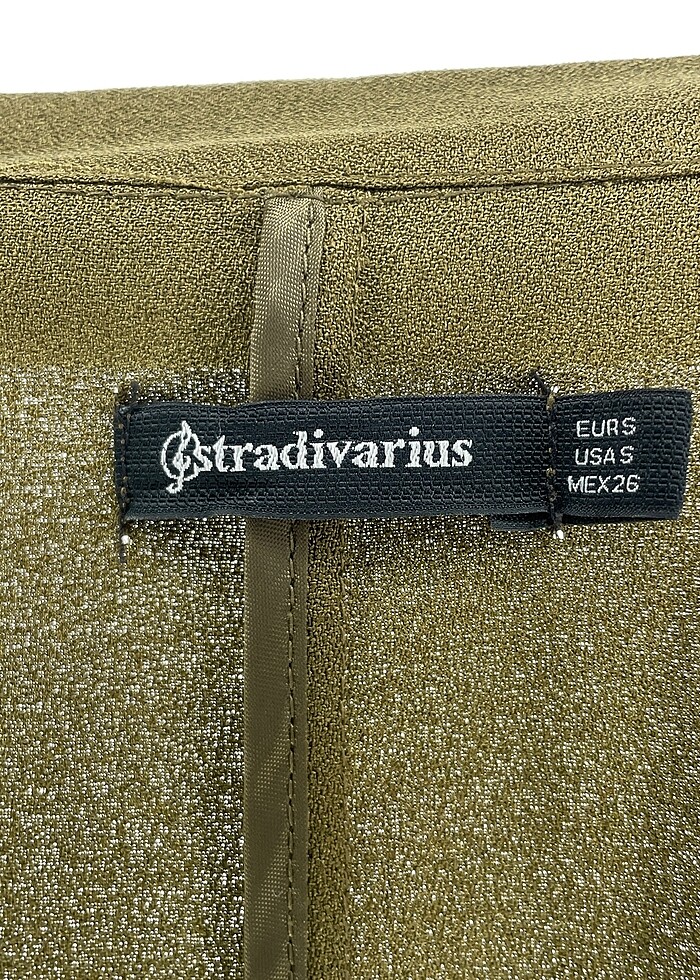 stradivarius
EUR S
USA S
MEX 26